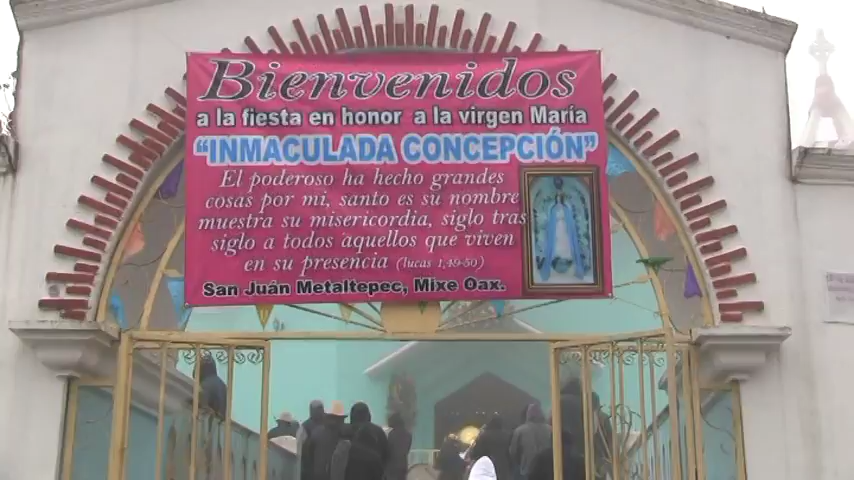 Bienvenidos
a la fiesta en honor a la virgen María
“INMACULADA CONCEPCIÓN”
El poderoso ha hecho grandes
cosas por mi, santo es su nombre
muestra su misericordia, siglo tras
siglo a todos aquellos que viven
en su presencia (lucas 1,49-50)
San Juán Metaltepec, Mixe Oax.